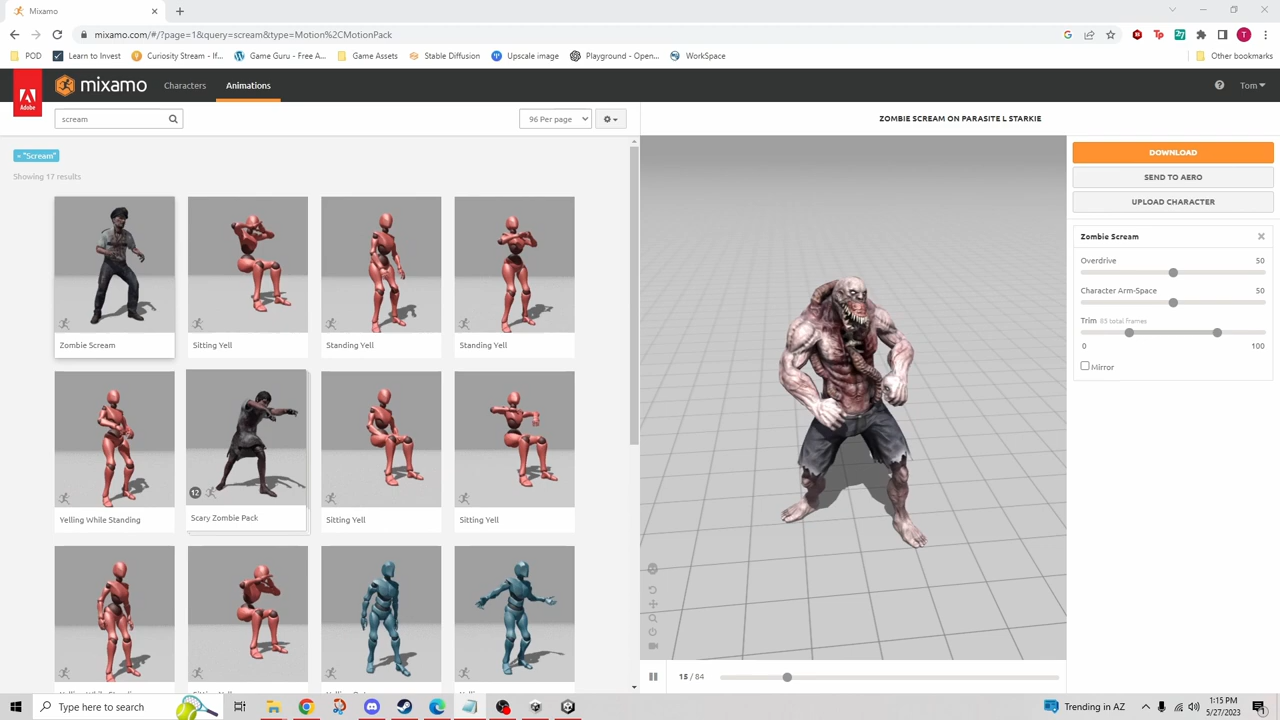 Mixamo
mixamo.com/#/?page=1&query=scream&type=Motion%2CMotionPack
POD
Learn to Invest
Curiosity Stream - If...
Game Guru - Free A...
Game Assets
Stable Diffusion
Upscale image
Playground - Open...
WorkSpace
Other bookmarks
Adobe
mixamo
Characters
Animations
Tom
scream
96 Per page
ZOMBIE SCREAM ON PARASITE L STARKIE
× "Scream"
Showing 17 results
DOWNLOAD
SEND TO AERO
UPLOAD CHARACTER
Zombie Scream
Overdrive 50
Character Arm-Space 50
Trim 83 total frames
0 100
Mirror
Zombie Scream
Sitting Yell
Standing Yell
Standing Yell
12
Yelling While Standing
Scary Zombie Pack
Sitting Yell
Sitting Yell
15 / 84
Type here to search
Trending in AZ
1:15 PM
5/27/2023